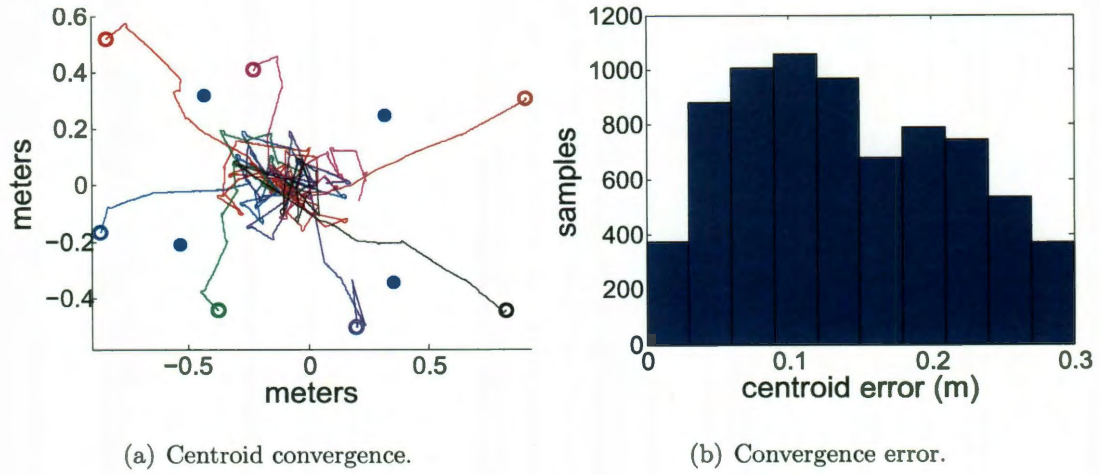 0.6
0.4
0.2
0
−0.2
−0.4
meters
−0.5 0 0.5
meters
(a) Centroid convergence.
1200
1000
800
600
400
200
0
samples
0 0.1 0.2 0.3
centroid error (m)
(b) Convergence error.